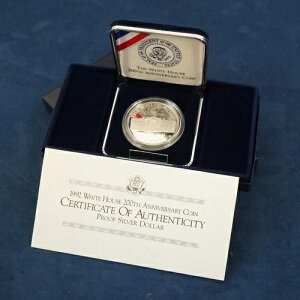 THE WHITE HOUSE
200TH ANNIVERSARY COIN
1992 WHITE HOUSE 200TH ANNIVERSARY COIN
CERTIFICATE OF AUTHENTICITY
PROOF SILVER DOLLAR